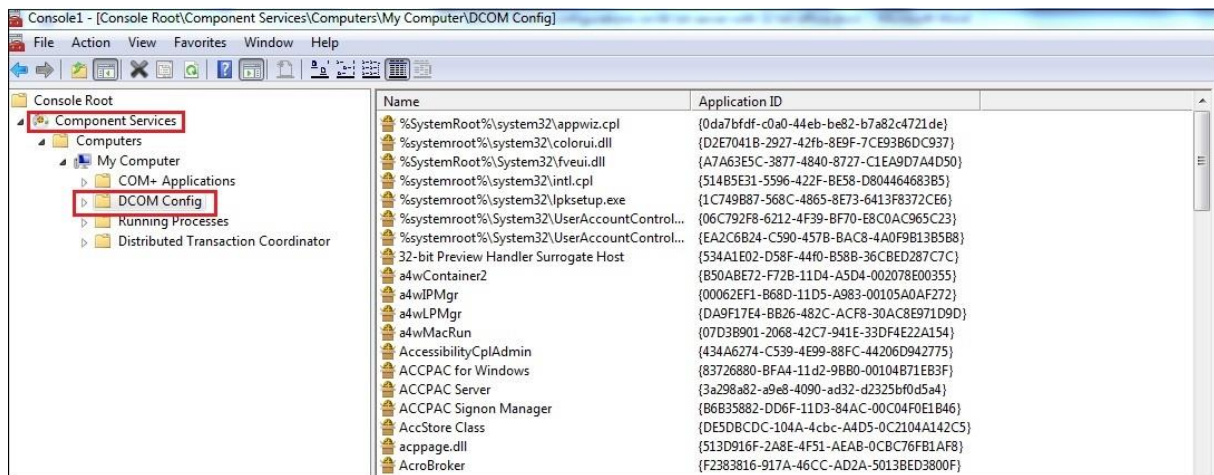 Console1 - [Console Root\Component Services\Computers\My Computer\DCOM Config]
File Action View Favorites Window Help
Console Root
Component Services
Computers
My Computer
COM+ Applications
DCOM Config
Running Processes
Distributed Transaction Coordinator
Name Application ID
%SystemRoot%\system32\appwiz.cpl {0da7bfdf-c0a0-44eb-be82-b7a82c4721de}
%systemroot%\System32\colorui.dll {D2E7041B-2927-42fb-8E9F-7CE93B6DC937}
%SystemRoot%\System32\fveui.dll {A7A63E5C-3877-4840-8727-C1EA9D7A4D50}
%systemroot%\system32\intl.cpl {514B5E31-5596-422F-BE58-D804464683B5}
%systemroot%\system32\lpksetup.exe {1C749B87-568C-4865-8E73-6413F8372CE6}
%systemroot%\System32\UserAccountControl... {06C792F8-6212-4F39-BF70-E8C0AC965C23}
%systemroot%\System32\UserAccountControl... {EA2C6B24-C590-457B-BAC8-4A0F9B13B5B8}
32-bit Preview Handler Surrogate Host {534A1E02-D58F-44f0-B58B-36CBED287C7C}
a4wContainer2 {B50ABE72-F72B-11D4-A5D4-002078E00355}
a4wIPMgr {00062EF1-B68D-11D5-A983-00105A0AF272}
a4wLPMgr {DA9F17E4-BB26-482C-ACF8-30AC8E971D9D}
a4wMacRun {07D3B901-2068-42C7-941E-33DF4E22A154}
AccessibilityCplAdmin {434A6274-C539-4E99-88FC-44206D942775}
ACCPAC for Windows {83726880-BFA4-11d2-9BB0-00104B71EB3F}
ACCPAC Server {3a298a82-a9e8-4090-ad32-d2325bf0d5a4}
ACCPAC Signon Manager {B6B35882-DD6F-11D3-84AC-00C04F0E1B46}
AccStore Class {DE5DBCDC-104A-4cbc-A4D5-0C2104A142C5}
acppage.dll {513D916F-2A8E-4F51-AEAB-0CBC76FB1AF8}
AcroBroker {F2383816-917A-46CC-AD2A-5013BED3800F}